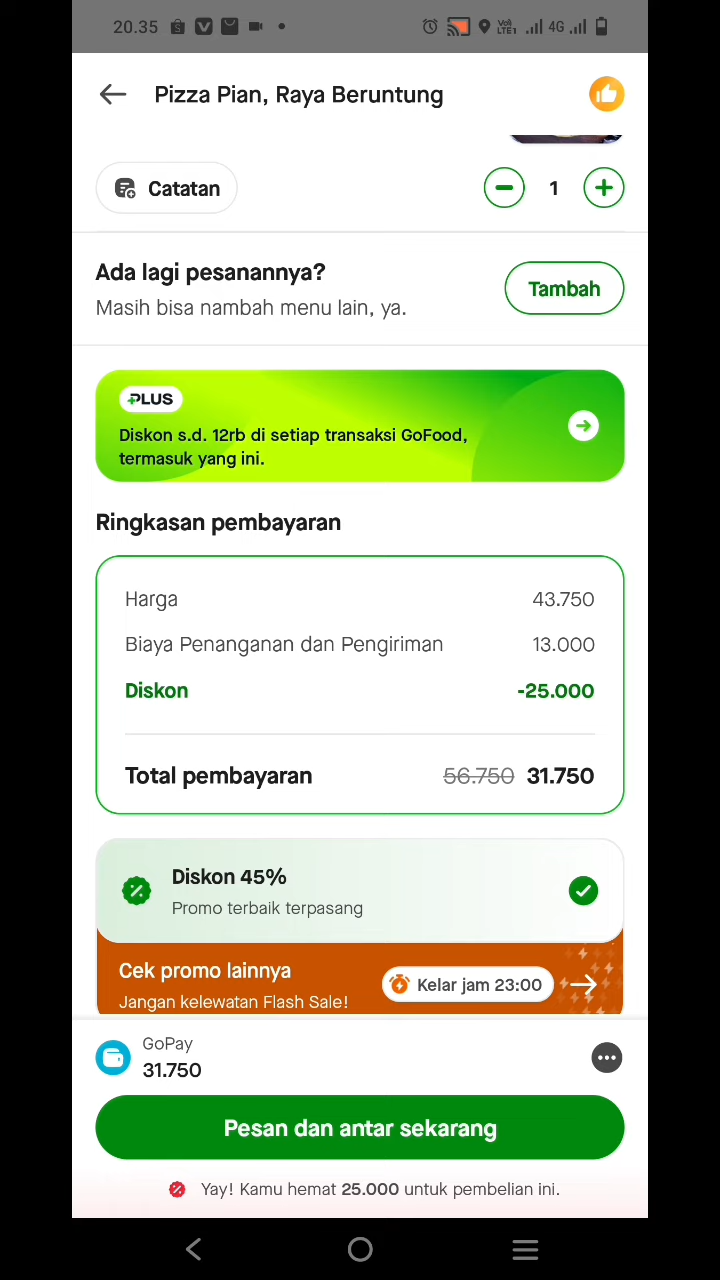 20.35
VoLTE1 4G
Pizza Pian, Raya Beruntung
Catatan
1
Ada lagi pesanannya?
Tambah
Masih bisa nambah menu lain, ya.
PLUS
Diskon s.d. 12rb di setiap transaksi GoFood,
termasuk yang ini.
Ringkasan pembayaran
Harga 43.750
Biaya Penanganan dan Pengiriman 13.000
Diskon -25.000
Total pembayaran 56.750 31.750
Diskon 45%
Promo terbaik terpasang
Cek promo lainnya
Kelar jam 23:00
Jangan kelewatan Flash Sale!
GoPay
31.750
Pesan dan antar sekarang
Yay! Kamu hemat 25.000 untuk pembelian ini.